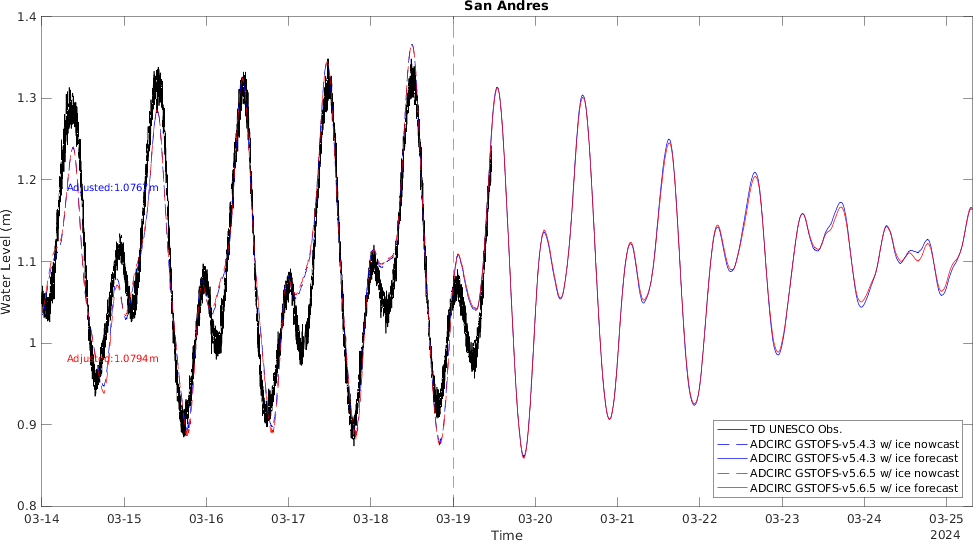 San Andres
1.4
1.3
1.2
1.1
1
0.9
0.8
Water Level (m)
Adjusted:1.0767m
Adjusted:1.0794m
TD UNESCO Obs.
ADCIRC GSTOFS-v5.4.3 w/ ice nowcast
ADCIRC GSTOFS-v5.4.3 w/ ice forecast
ADCIRC GSTOFS-v5.6.5 w/ ice nowcast
ADCIRC GSTOFS-v5.6.5 w/ ice forecast
03-14 03-15 03-16 03-17 03-18 03-19 03-20 03-21 03-22 03-23 03-24 03-25
Time
2024